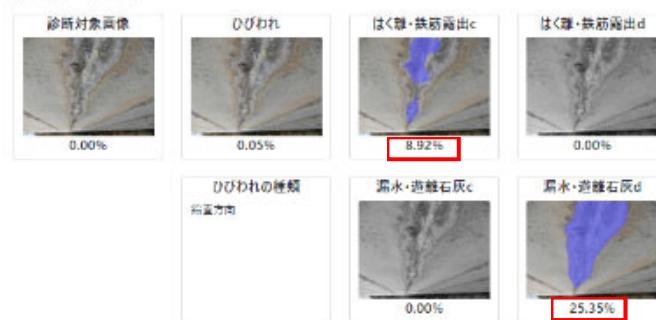 診断対象画像
ひびわれ
はく離・鉄筋露出c
はく離・鉄筋露出d
0.00%
0.05%
8.92%
0.00%
ひびわれの種類
漏水・遊離石灰c
漏水・遊離石灰d
鉛直方向
0.00%
25.35%